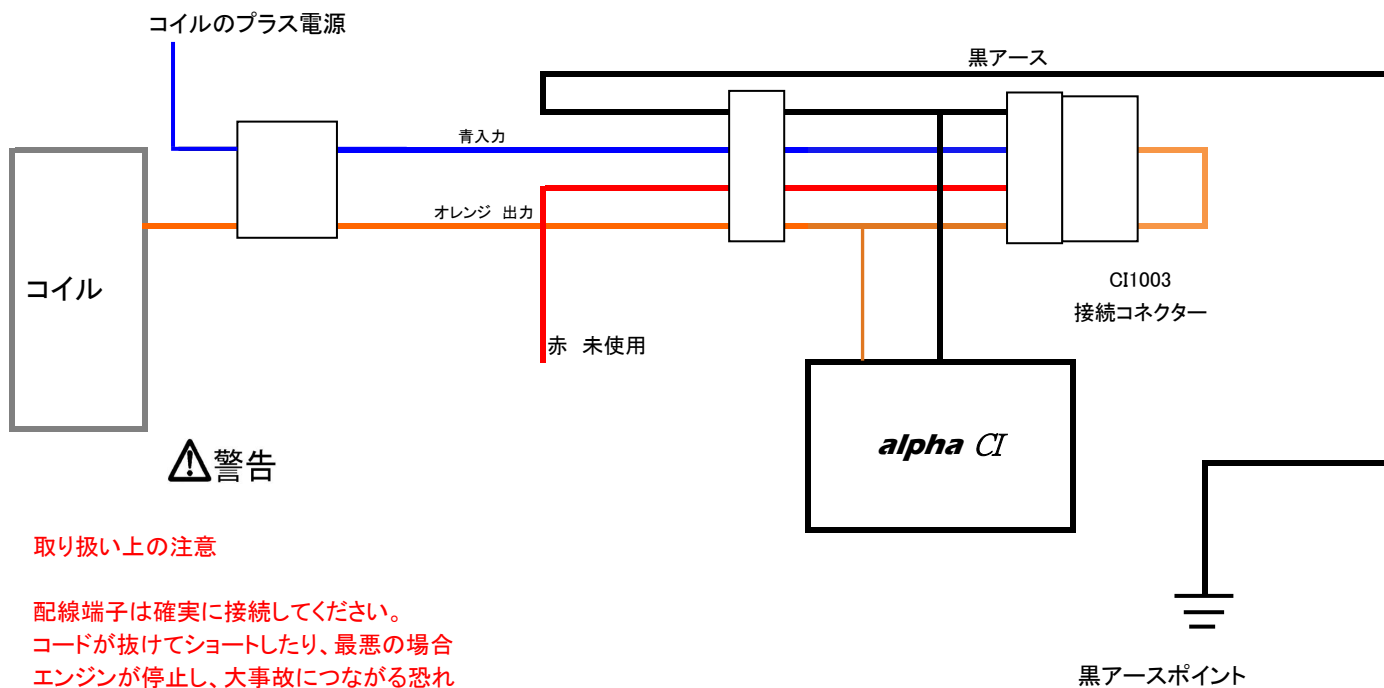 コイルのプラス電源
黒アース
青入力
オレンジ 出力
コイル
CI1003
接続コネクター
赤 未使用
alpha CI
警告
取り扱い上の注意
配線端子は確実に接続してください。
コードが抜けてショートしたり、最悪の場合
エンジンが停止し、大事故につながる恐れ
黒アースポイント